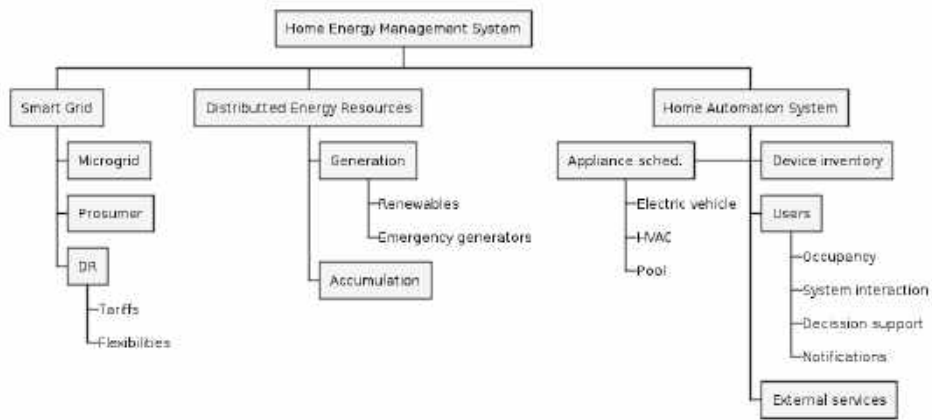 Home Energy Management System
Smart Grid
Distributted Energy Resources
Home Automation System
Microgrid
Generation
Appliance sched.
Device inventory
Prosumer
Renewables
Electric vehicle
Users
Emergency generators
HVAC
Occupancy
DR
Accumulation
Pool
System interaction
Tariffs
Decission support
Flexibilities
Notifications
External services